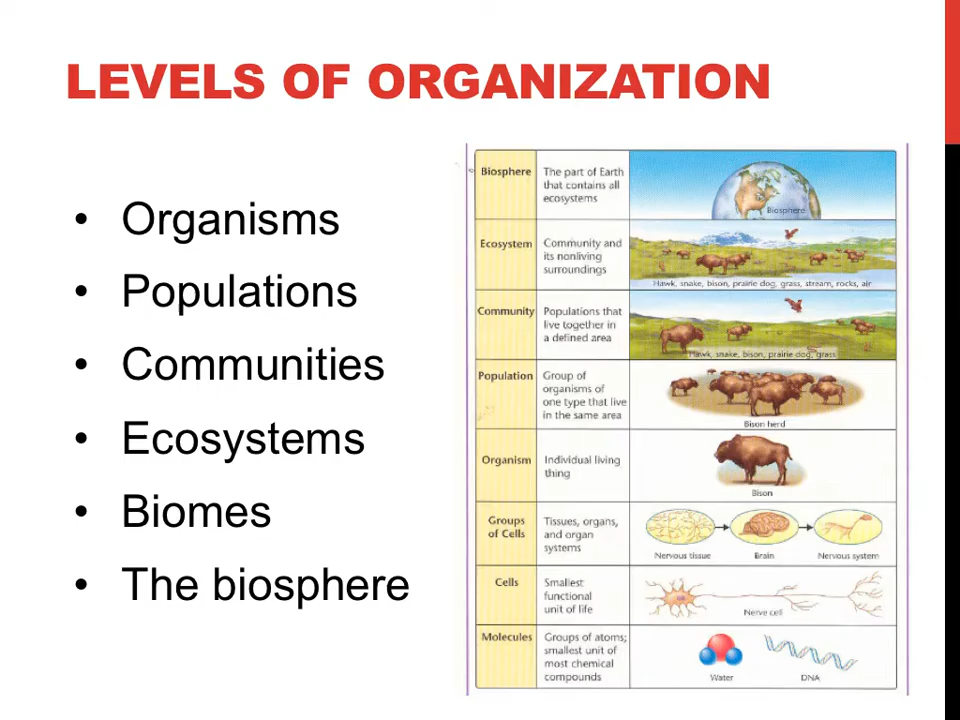 LEVELS OF ORGANIZATION
• Organisms
• Populations
• Communities
• Ecosystems
• Biomes
• The biosphere
Biosphere
The part of Earth
that contains all
ecosystems
Biosphere
Ecosystem
Community and
its nonliving
surroundings
Hawk, snake, bison, prairie dog, grass, stream, rocks, air
Community
Populations that
live together in
a defined area
Hawk, snake, bison, prairie dog, grass
Population
Group of
organisms of
one type that live
in the same area
Bison herd
Organism
Individual living
thing
Bison
Groups
of Cells
Tissues, organs,
and organ
systems
Nervous tissue
Brain
Nervous system
Cells
Smallest
functional
unit of life
Nerve cell
Molecules
Groups of atoms;
smallest unit of
most chemical
compounds
Water
DNA